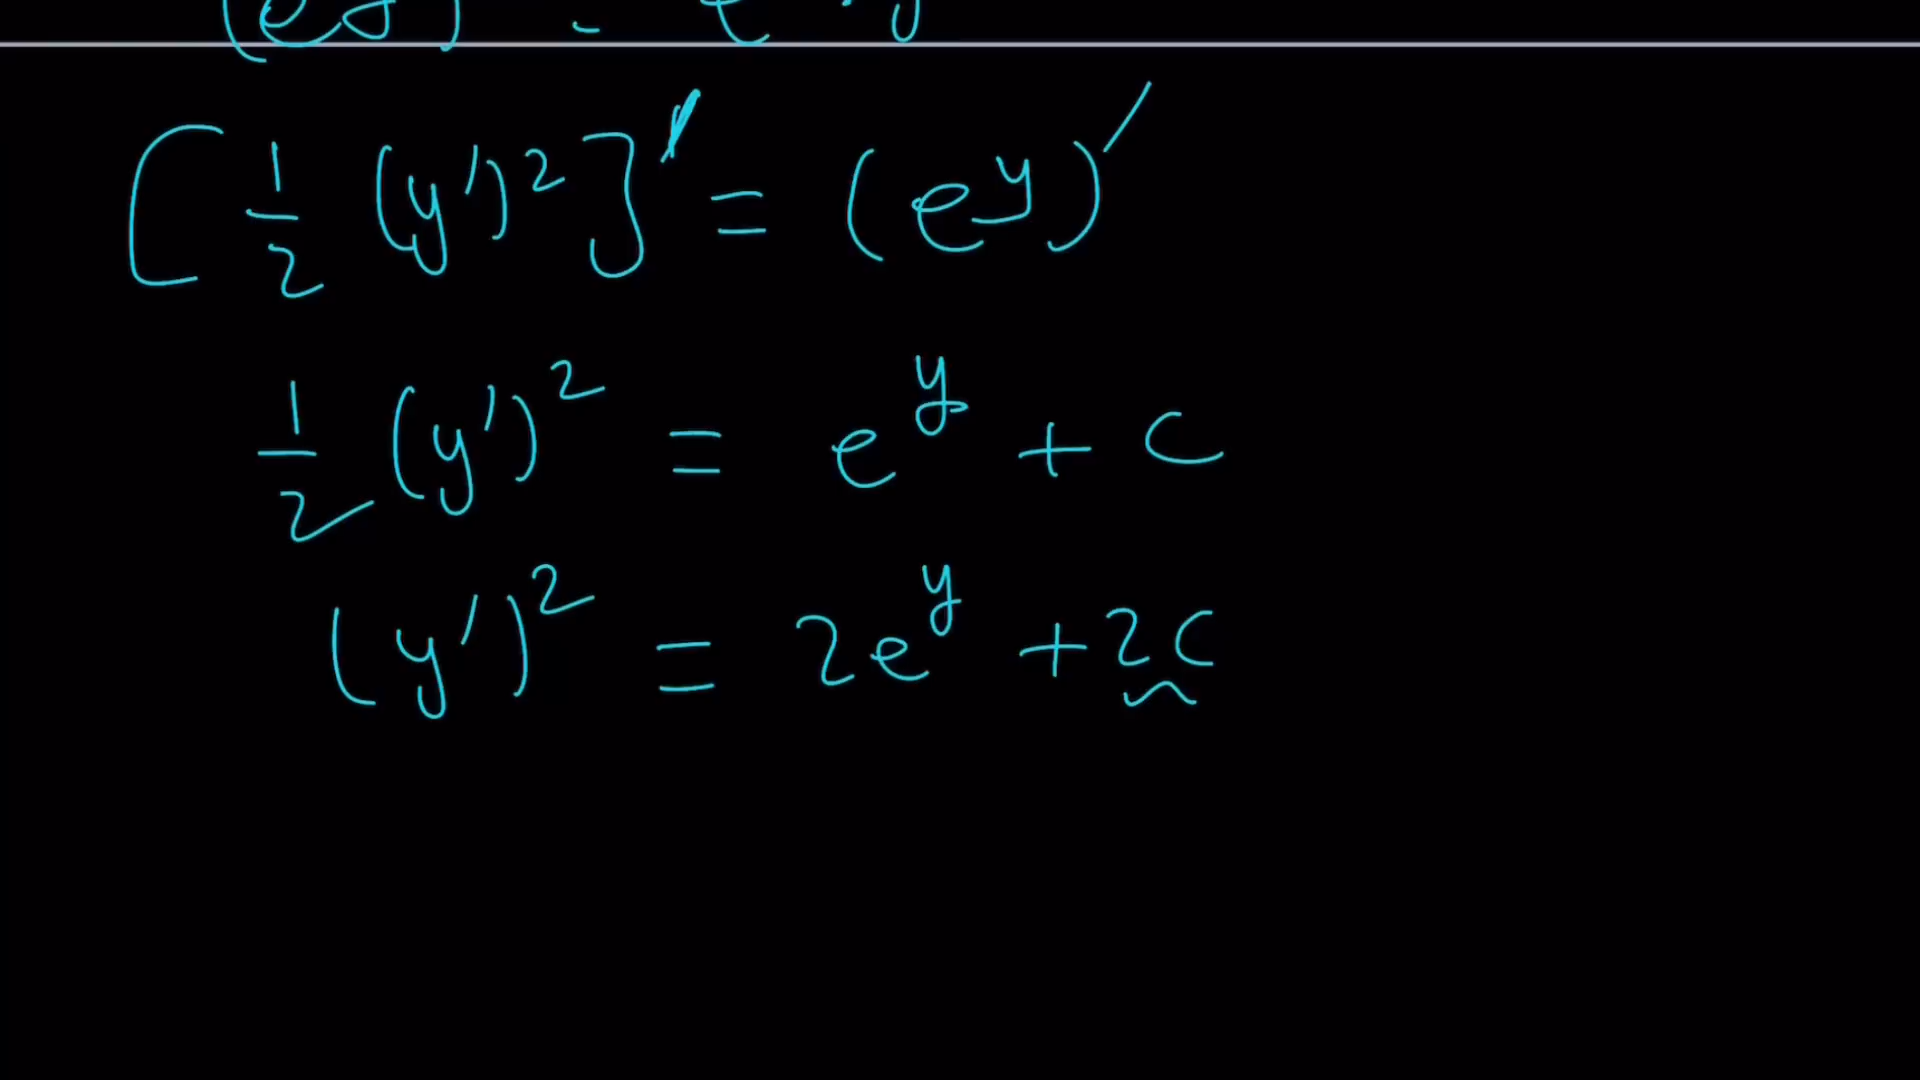 [1/2 (y')²]' = (e^y)'
1/2 (y')² = e^y + c
(y')² = 2e^y + 2c